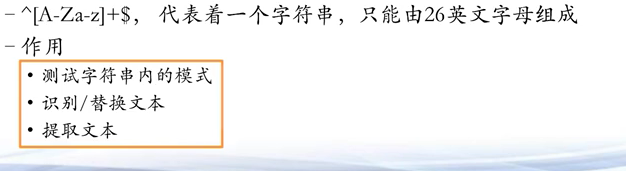 – ^[A-Za-z]+$， 代表着一个字符串，只能由26英文字母组成
– 作用
• 测试字符串内的模式
• 识别/替换文本
• 提取文本